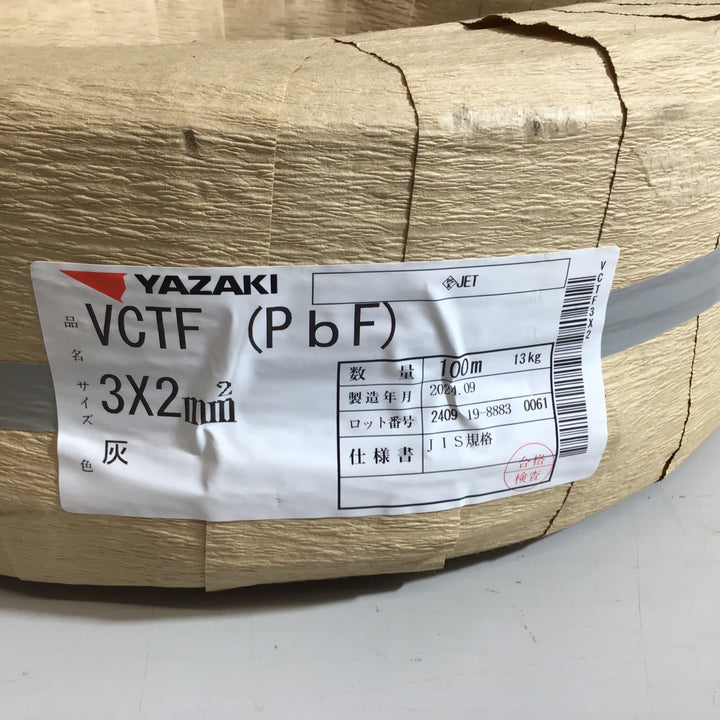 YAZAKI
PSE JET
品名 VCTF (PbF)
サイズ 3X2mm²
色 灰
数量 100m 13kg
製造年月 2024.09
ロット番号 2409 19-8883 0061
仕様書 JIS規格
合格
検査
VCTF3X2